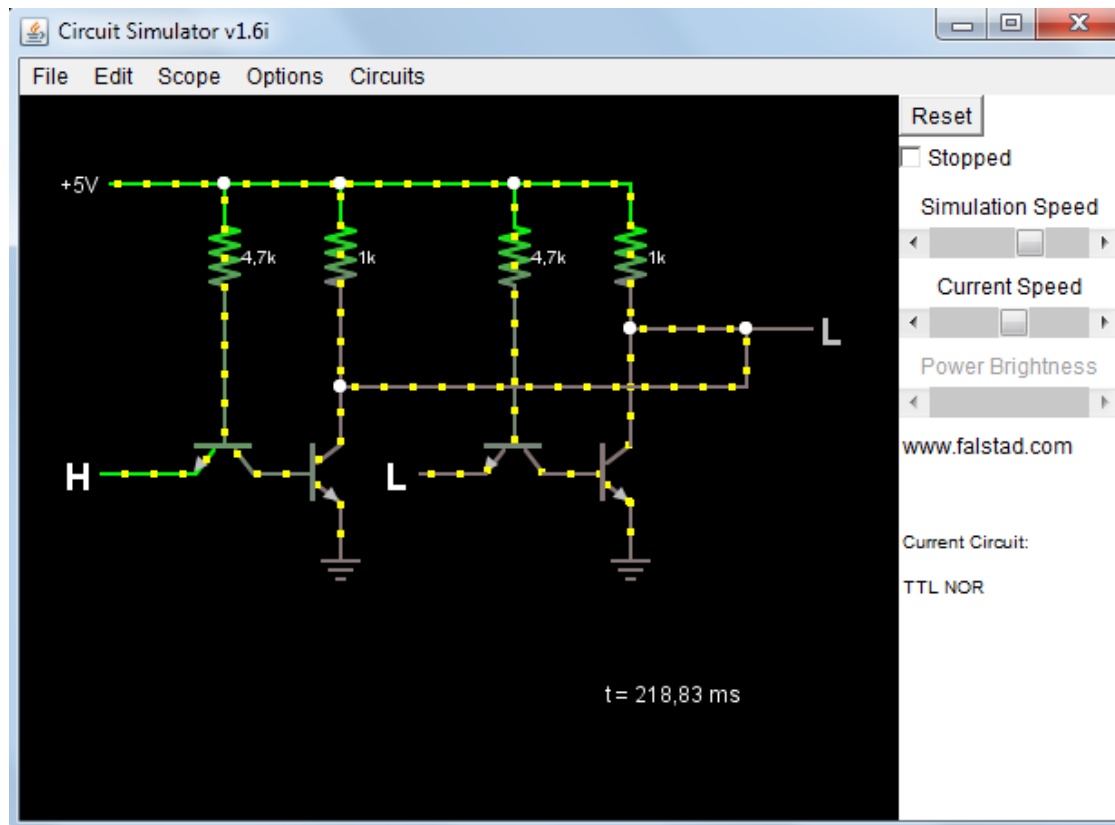 Circuit Simulator v1.6i
File Edit Scope Options Circuits
Reset
Stopped
Simulation Speed
Current Speed
Power Brightness
www.falstad.com
Current Circuit:
TTL NOR
+5V
4,7k 1k 4,7k 1k
L
H L
t = 218,83 ms